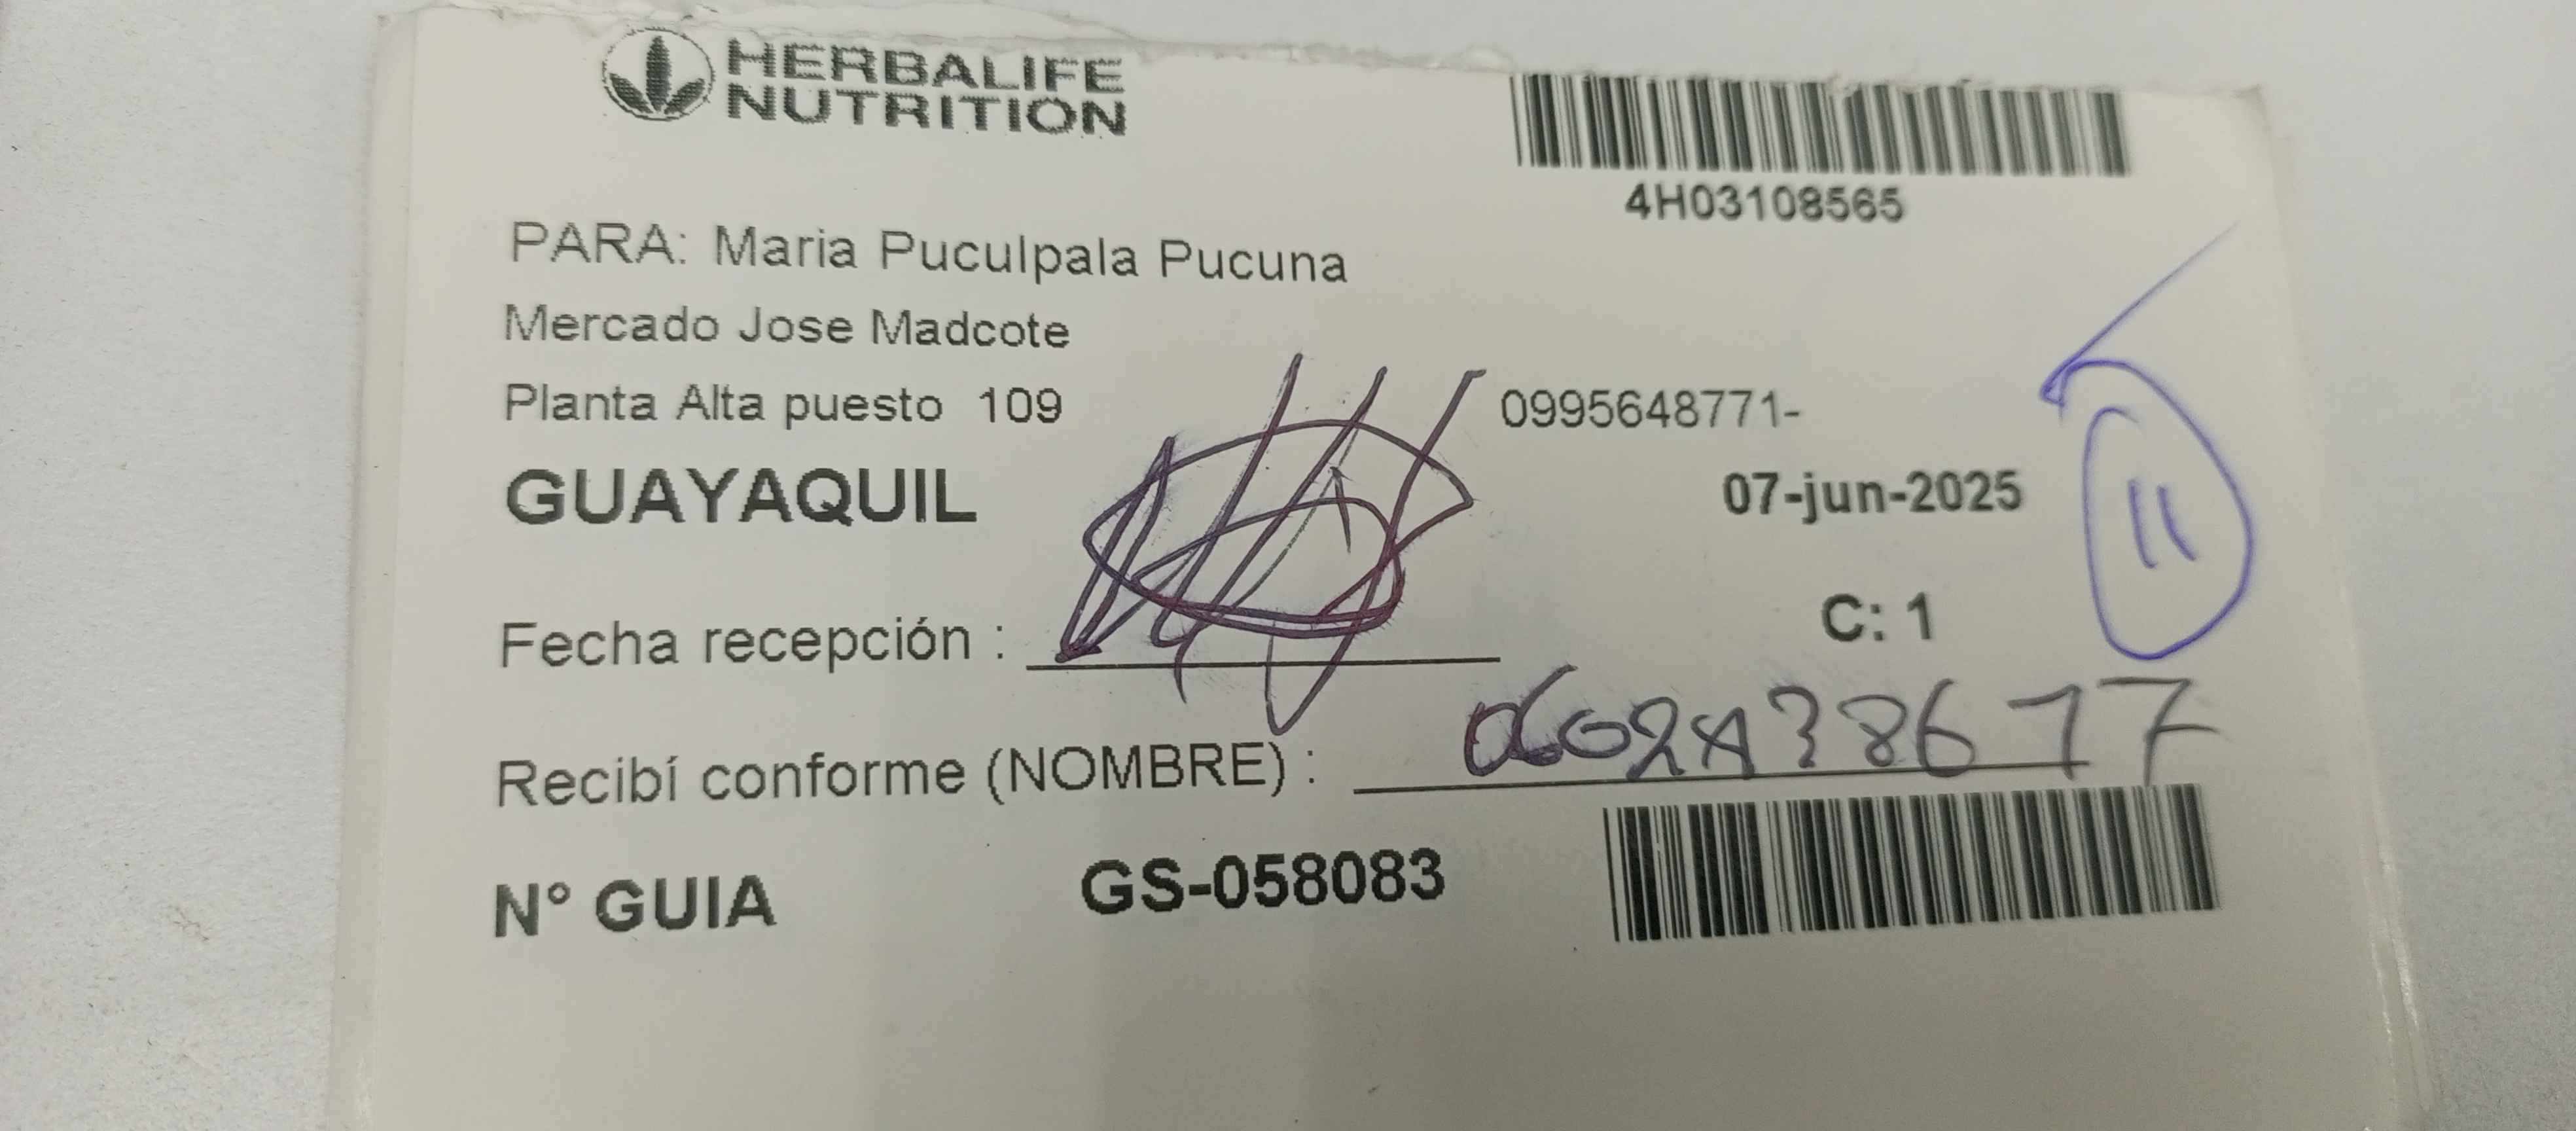 HERBALIFE
NUTRITION
4H03108565
PARA: Maria Puculpala Pucuna
Mercado Jose Madcote
Planta Alta puesto 109 0995648771-
GUAYAQUIL
07-jun-2025
11
C: 1
Fecha recepción :
Recibí conforme (NOMBRE) :
N° GUIA GS-058083